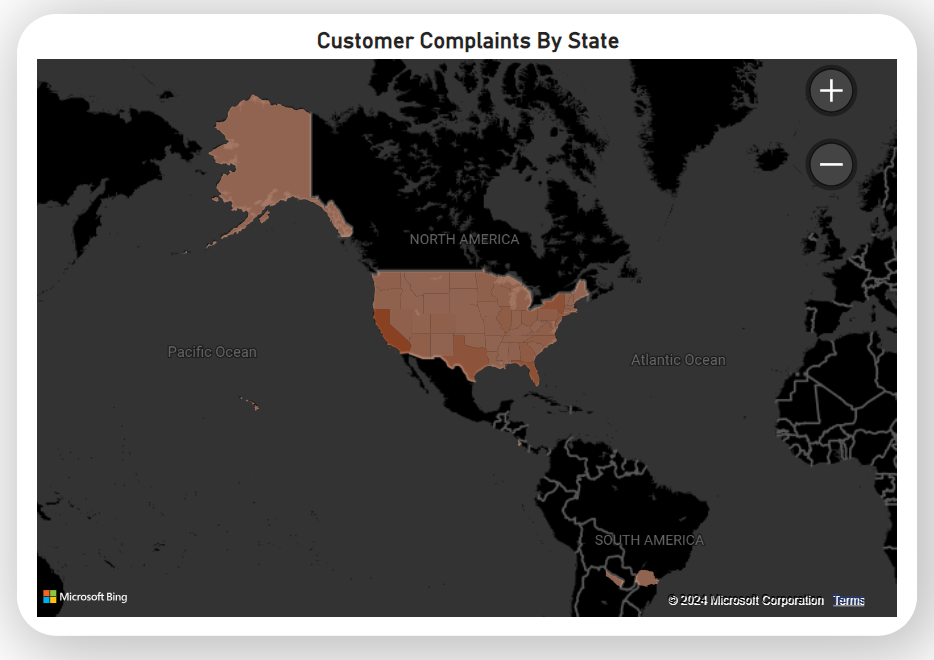 Customer Complaints By State
NORTH AMERICA
Pacific Ocean
Atlantic Ocean
SOUTH AMERICA
Microsoft Bing
© 2024 Microsoft Corporation Terms